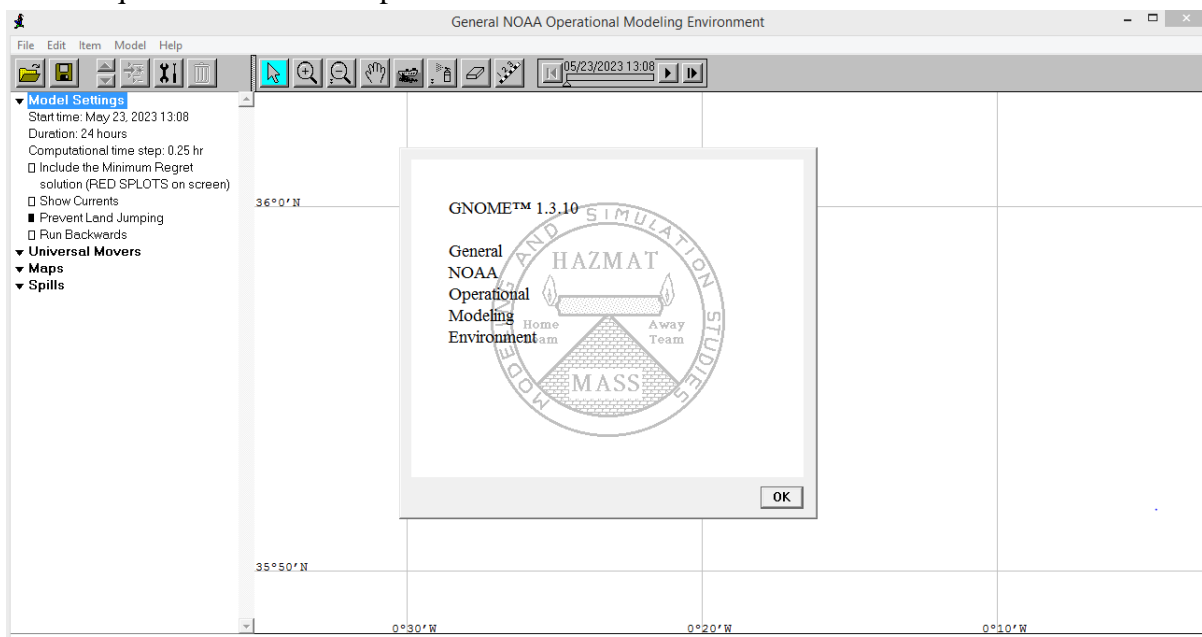 General NOAA Operational Modeling Environment
File Edit Item Model Help
05/23/2023 13:08
Model Settings
Start time: May 23, 2023 13:08
Duration: 24 hours
Computational time step: 0.25 hr
Include the Minimum Regret
solution (RED SPLOTS on screen)
Show Currents
Prevent Land Jumping
Run Backwards
Universal Movers
Maps
Spills
36°0'N
35°50'N
0°30'W
0°20'W
0°10'W
GNOME™ 1.3.10
General
NOAA
Operational
Modeling
Environment
MODELING AND SIMULATION STUDIES
HAZMAT
Home
Team
Away
Team
MASS
OK